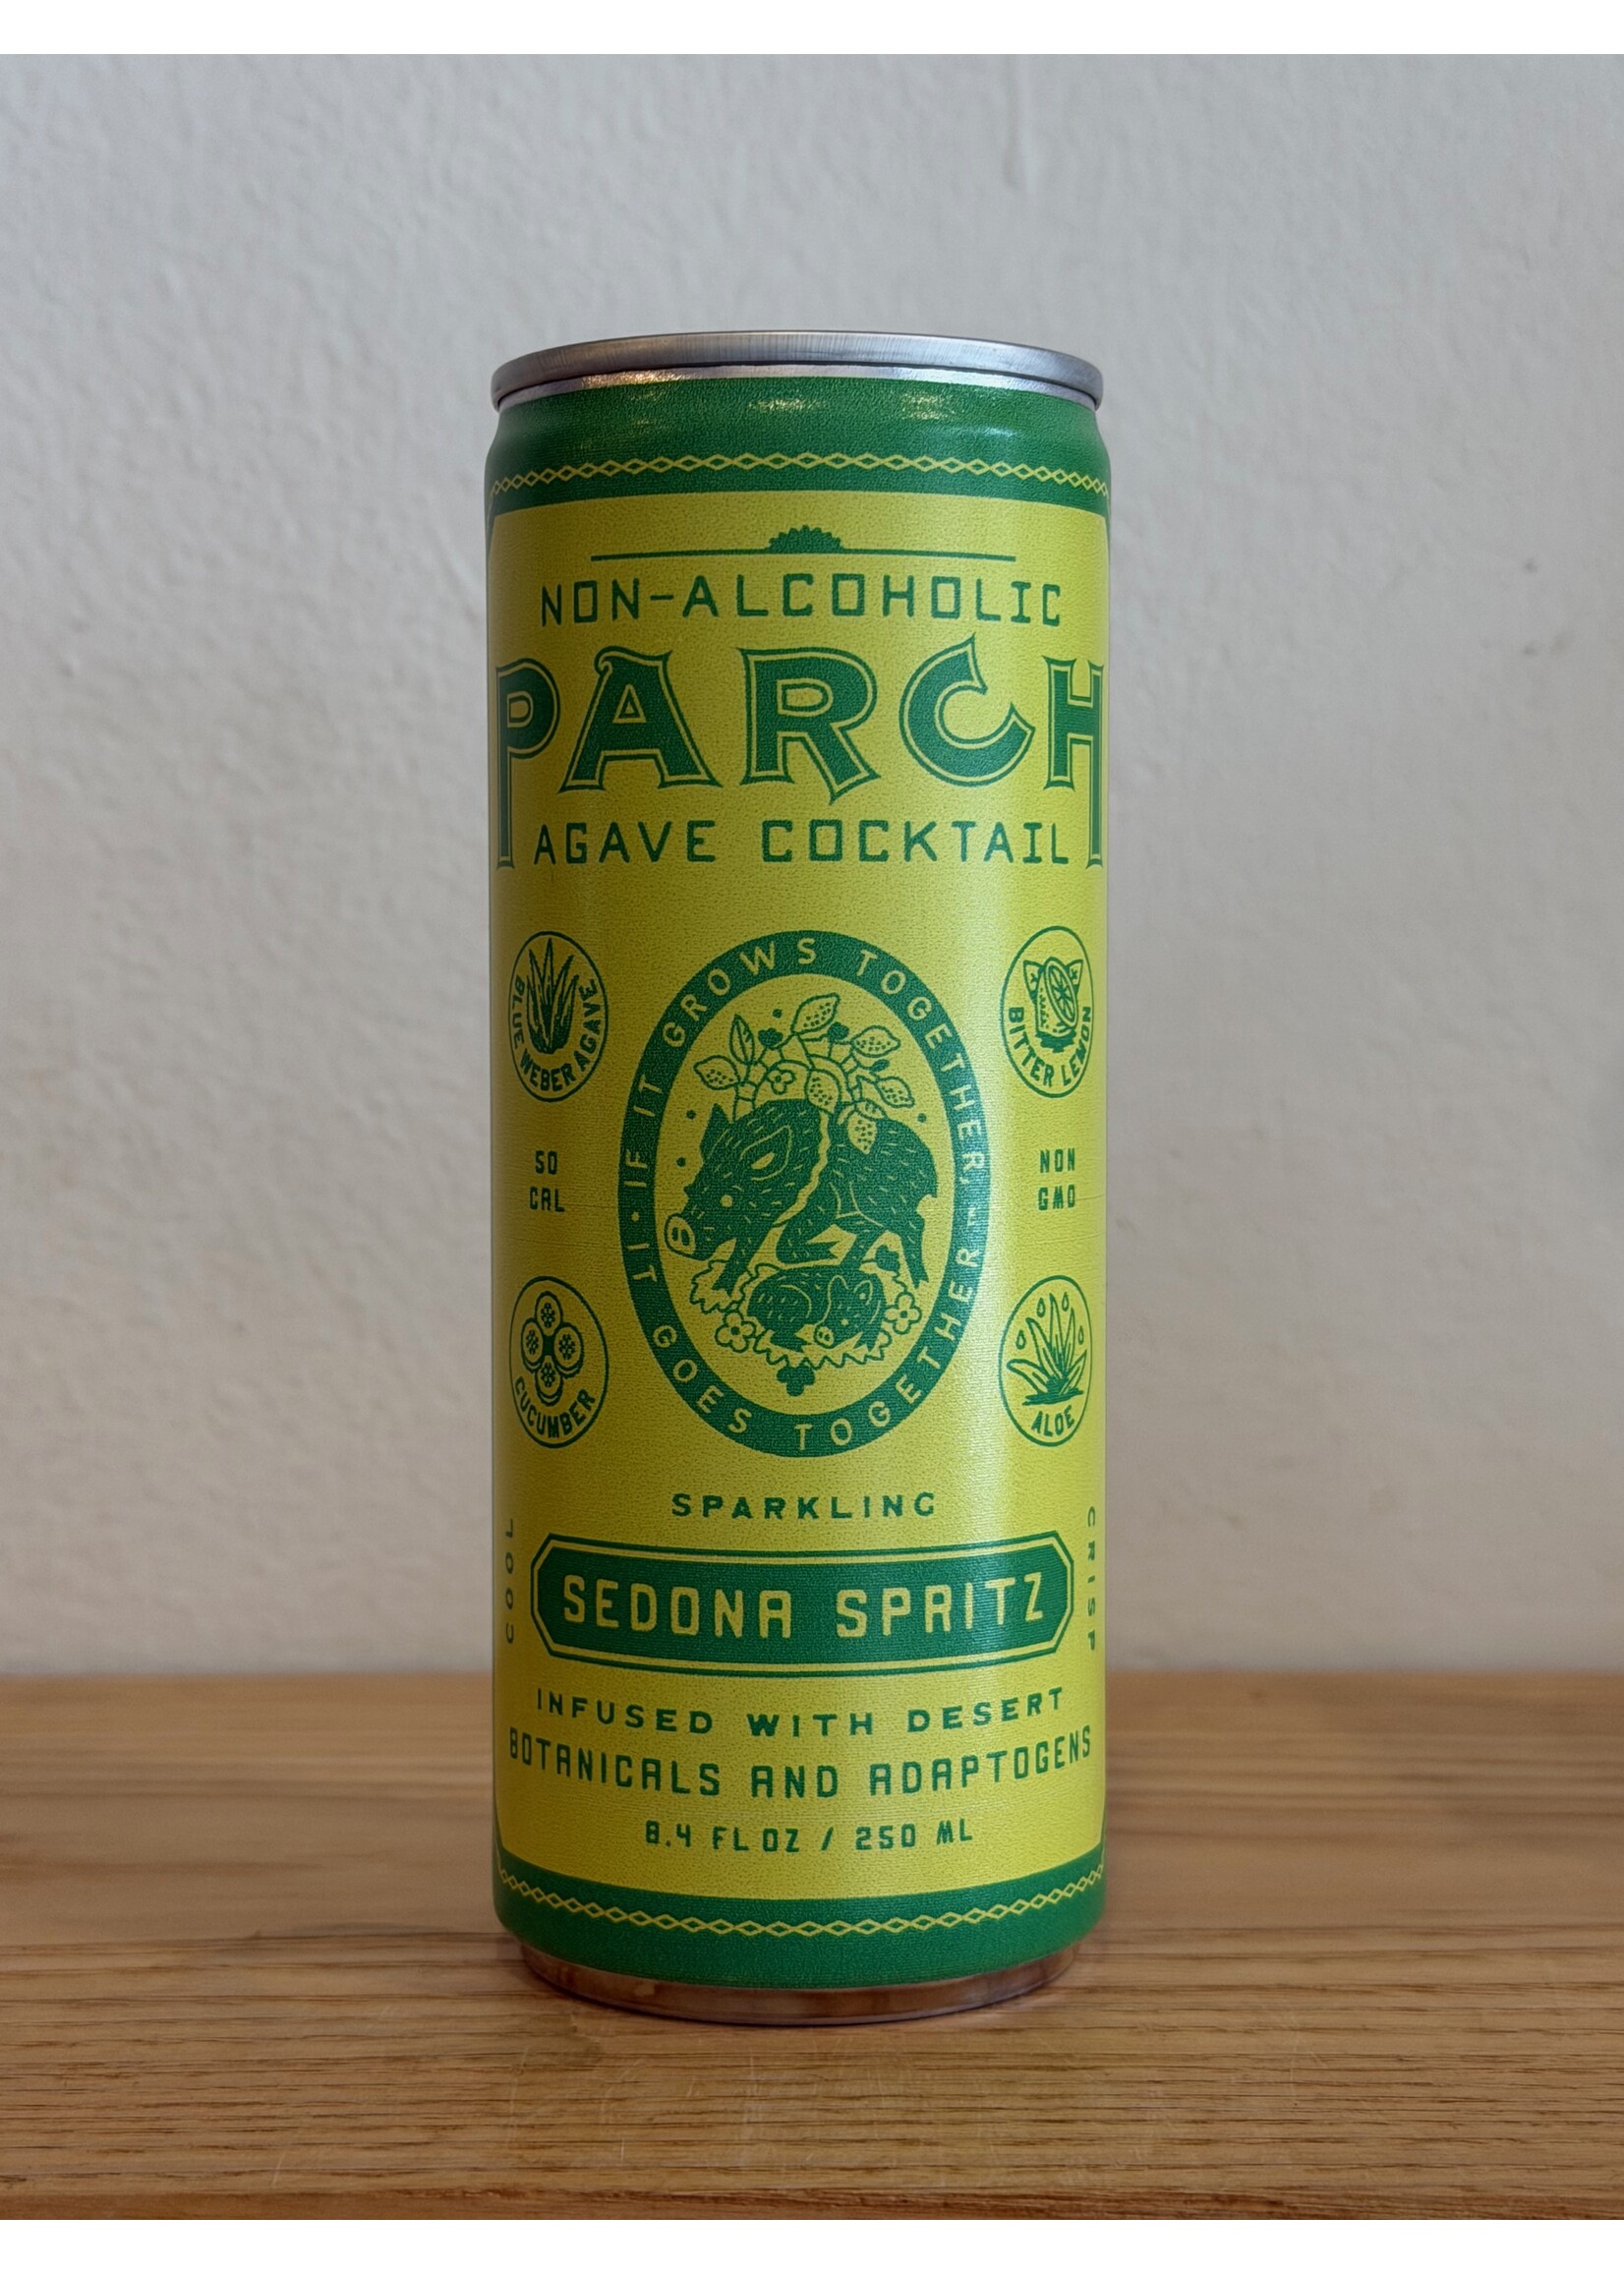 NON-ALCOHOLIC
PARCH
AGAVE COCKTAIL
BLUE WEBER AGAVE
BITTER LEMON
IF IT GROWS TOGETHER,
IT GOES TOGETHER
50
CAL
NON
GMO
CUCUMBER
ALOE
SPARKLING
COOL
SEDONA SPRITZ
CRISP
INFUSED WITH DESERT
BOTANICALS AND ADAPTOGENS
8.4 FL OZ / 250 ML